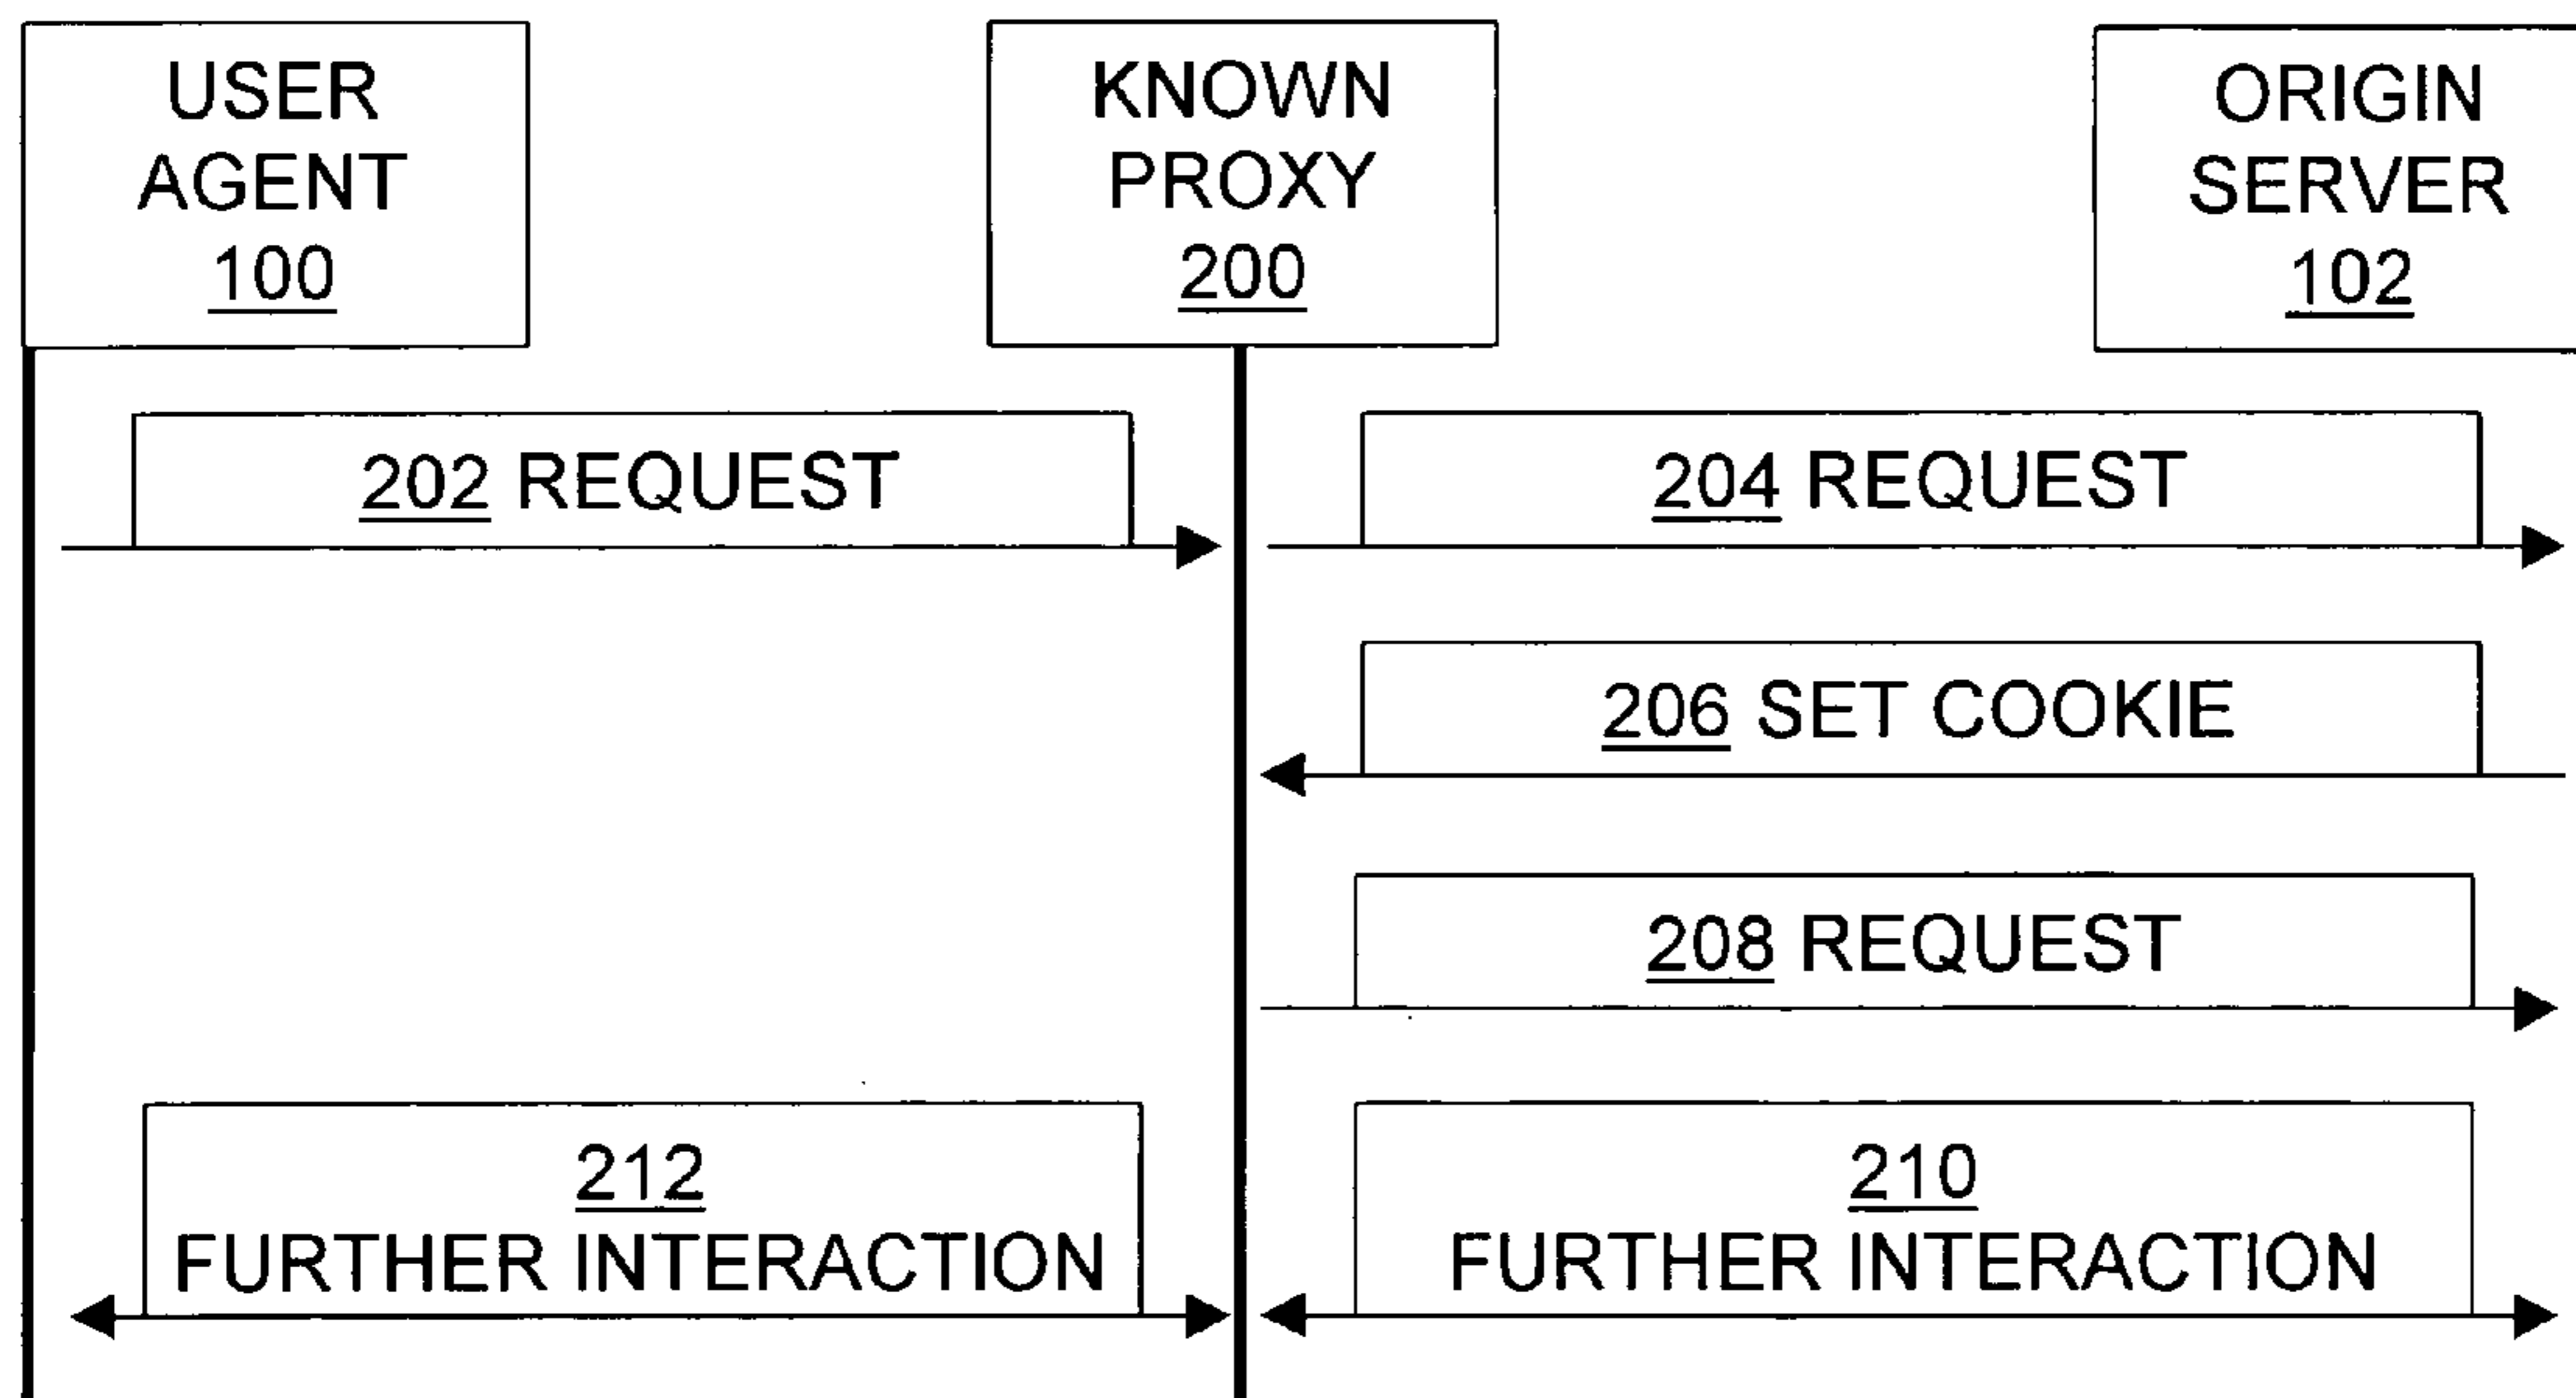 USER
AGENT
100
KNOWN
PROXY
200
ORIGIN
SERVER
102
202 REQUEST
204 REQUEST
206 SET COOKIE
208 REQUEST
212
FURTHER INTERACTION
210
FURTHER INTERACTION